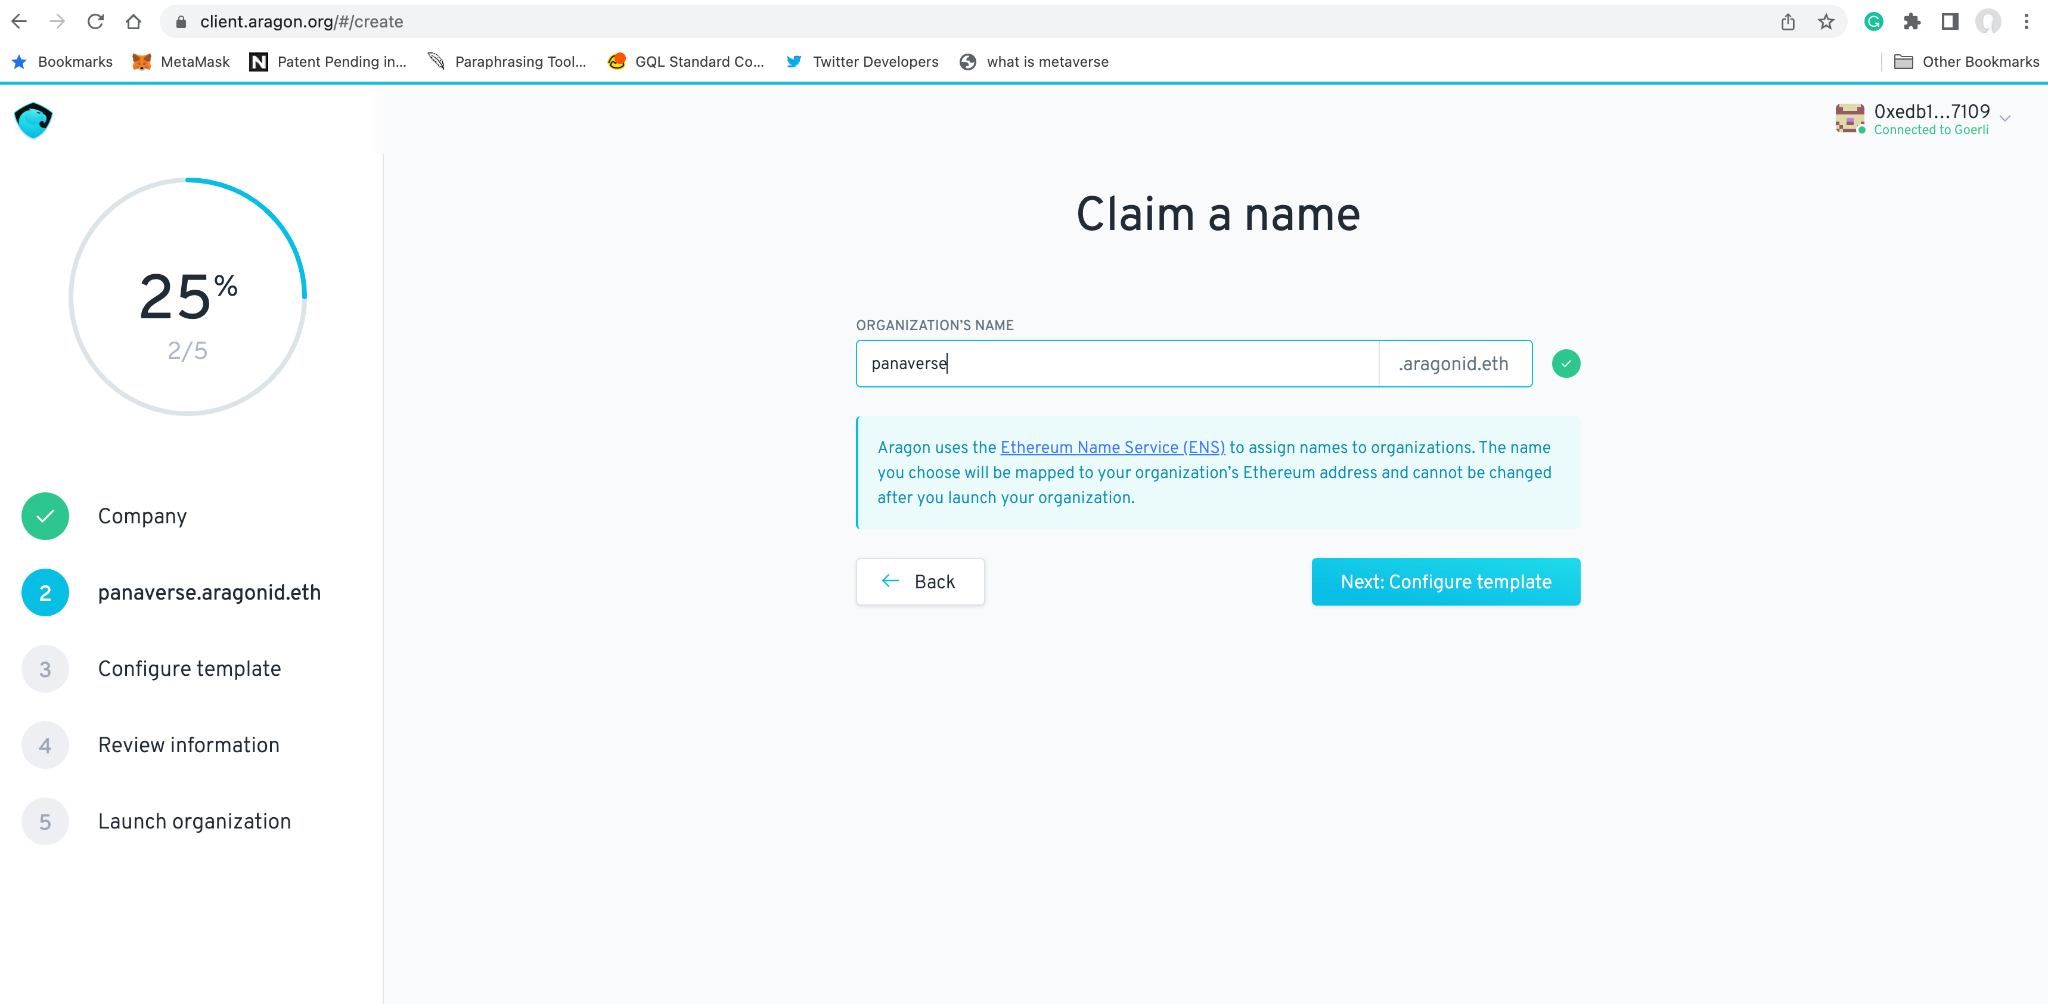 client.aragon.org/#/create
Bookmarks MetaMask Patent Pending in... Paraphrasing Tool... GQL Standard Co... Twitter Developers what is metaverse Other Bookmarks
0xedb1...7109
Connected to Goerli
25%
2/5
Company
2 panaverse.aragonid.eth
3 Configure template
4 Review information
5 Launch organization
Claim a name
ORGANIZATION'S NAME
panaverse .aragonid.eth
Aragon uses the Ethereum Name Service (ENS) to assign names to organizations. The name
you choose will be mapped to your organization's Ethereum address and cannot be changed
after you launch your organization.
Back Next: Configure template